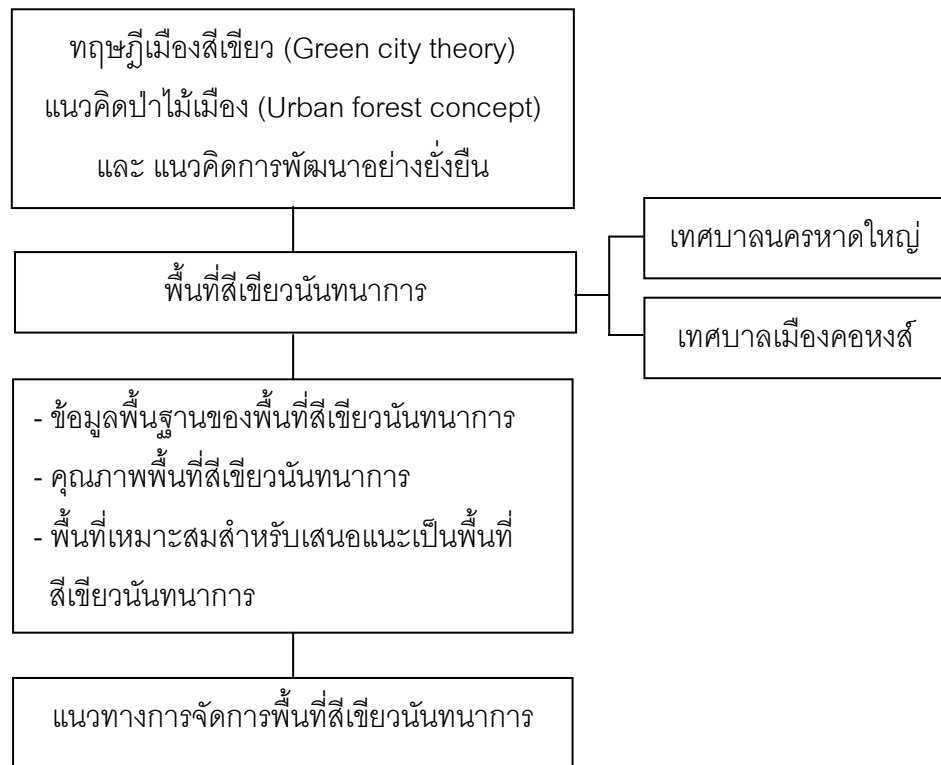 ทฤษฎีเมืองสีเขียว (Green city theory)
แนวคิดป่าไม้เมือง (Urban forest concept)
และ แนวคิดการพัฒนาอย่างยั่งยืน
พื้นที่สีเขียวนันทนาการ
เทศบาลนครหาดใหญ่
เทศบาลเมืองคอหงส์
- ข้อมูลพื้นฐานของพื้นที่สีเขียวนันทนาการ
- คุณภาพพื้นที่สีเขียวนันทนาการ
- พื้นที่เหมาะสมสำหรับเสนอแนะเป็นพื้นที่
สีเขียวนันทนาการ
แนวทางการจัดการพื้นที่สีเขียวนันทนาการ